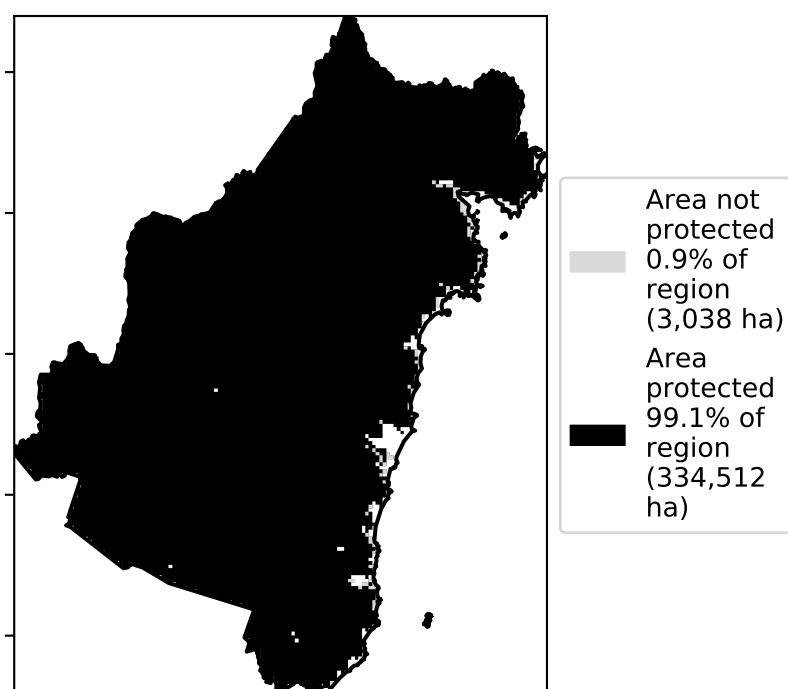 Area not
protected
0.9% of
region
(3,038 ha)
Area
protected
99.1% of
region
(334,512
ha)